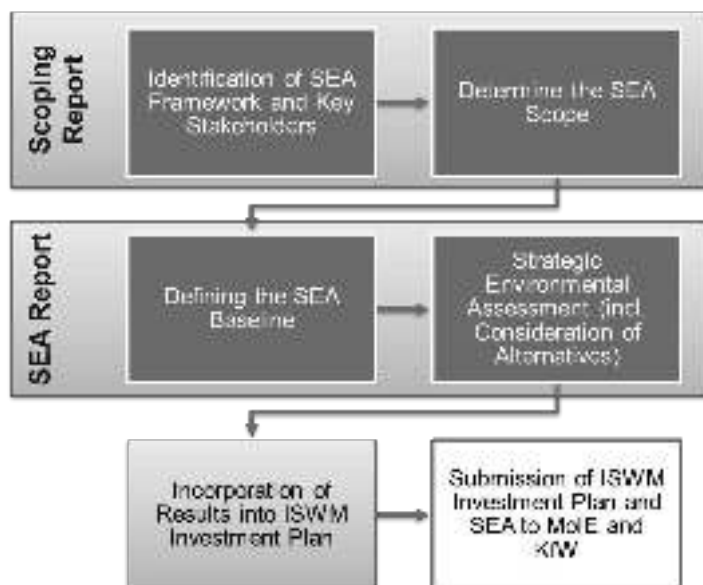 Scoping
Report
Identification of SEA
Framework and Key
Stakeholders
Determine the SEA
Scope
SEA Report
Defining the SEA
Baseline
Strategic
Environmental
Assessment (incl.
Consideration of
Alternatives)
Incorporation of
Results into ISWM
Investment Plan
Submission of ISWM
Investment Plan and
SEA to MoIE and
KfW